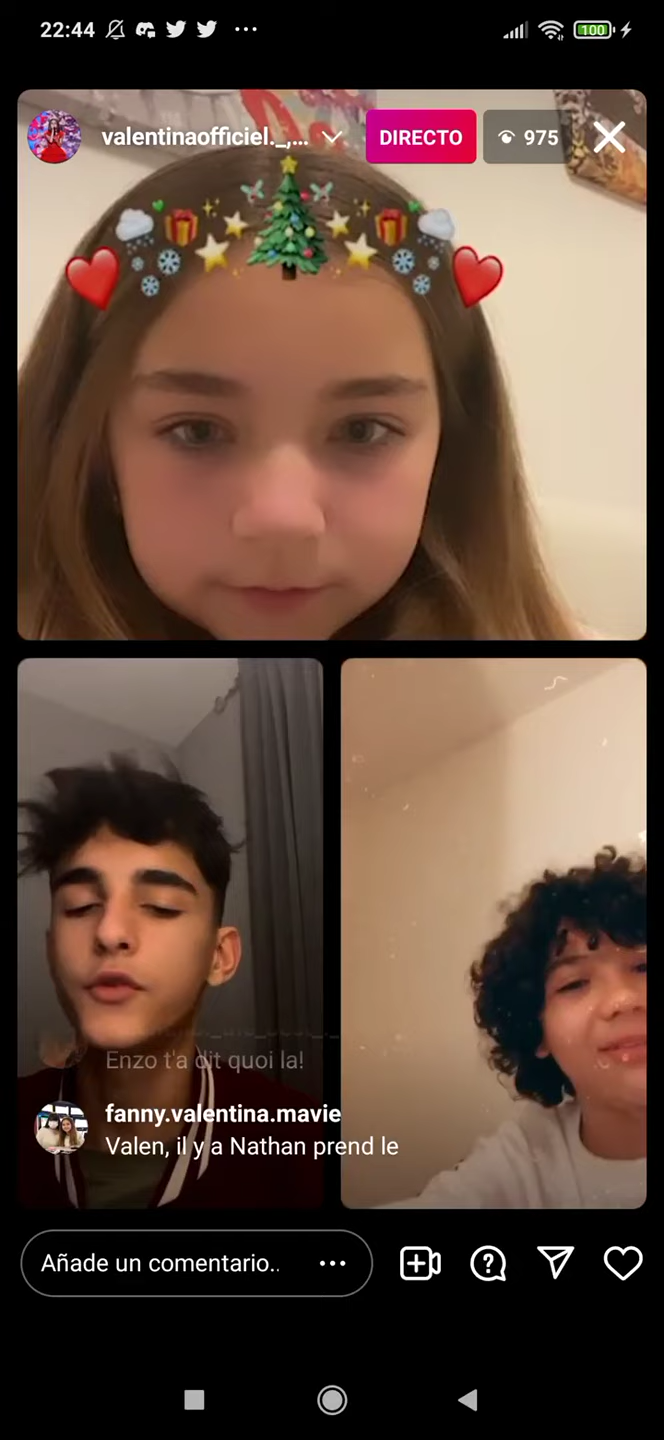 22:44
100
valentinaofficiel._,...
DIRECTO
975
Enzo t'a dit quoi la!
fanny.valentina.mavie
Valen, il y a Nathan prend le
Añade un comentario..